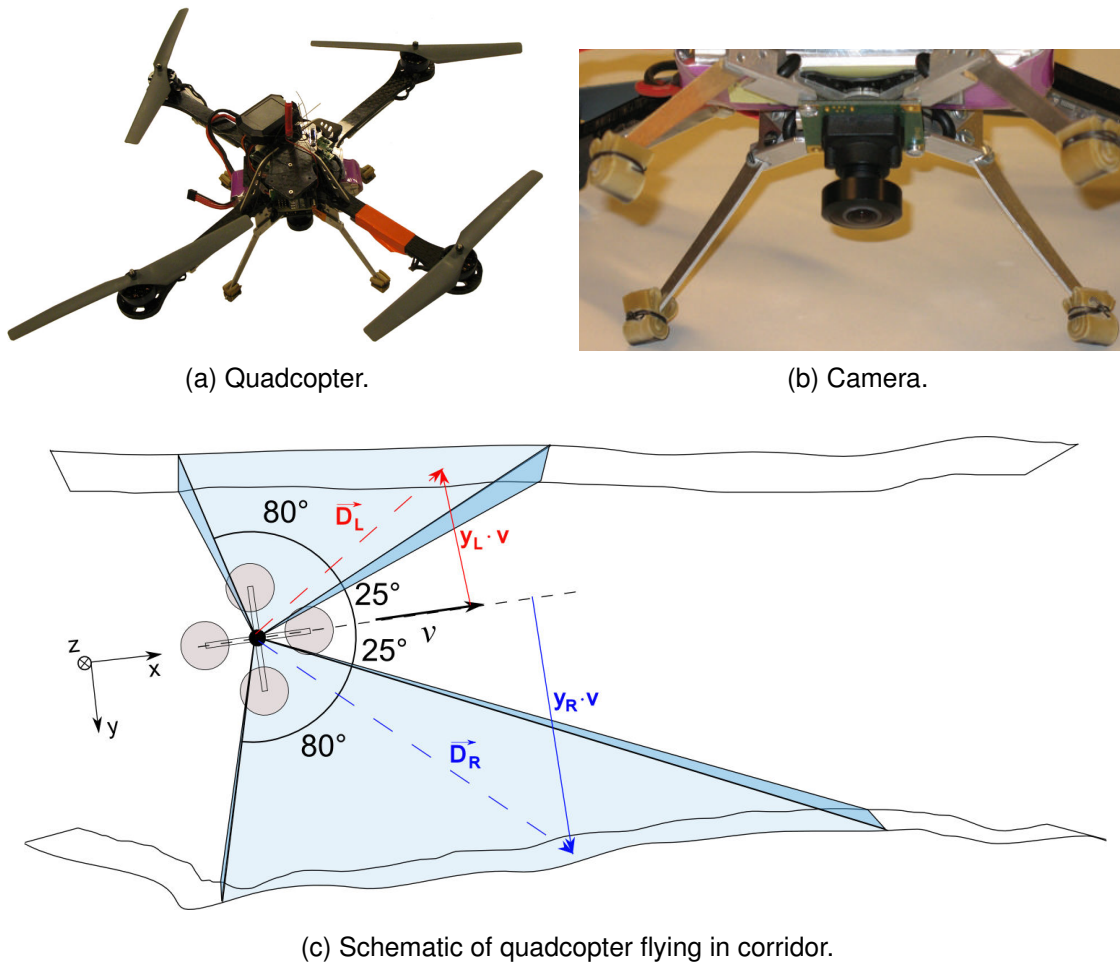 (a) Quadcopter.
(b) Camera.
80°
D_L
y_L · v
25°
v
25°
z
x
y
y_R · v
80°
D_R
(c) Schematic of quadcopter flying in corridor.